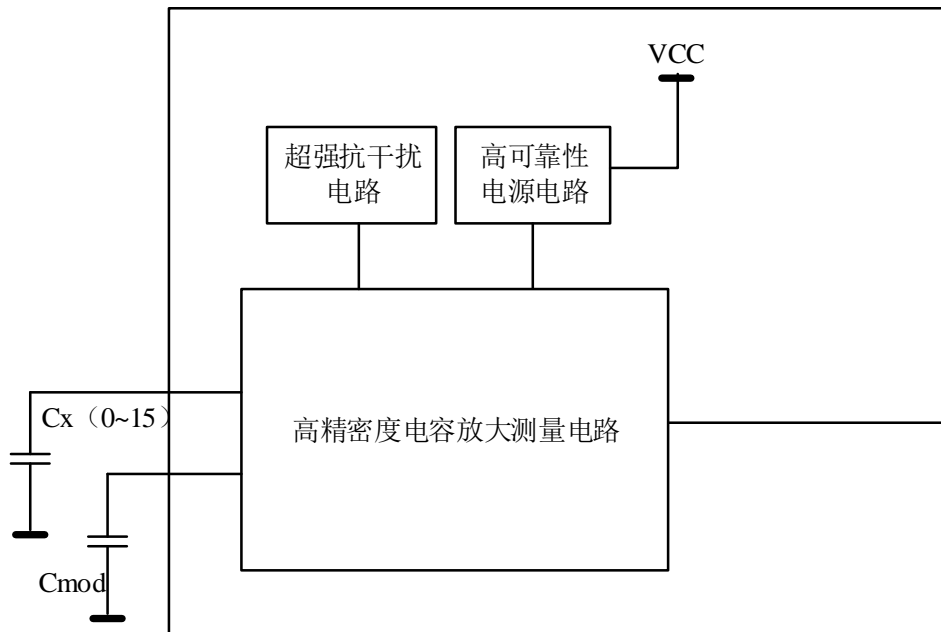 VCC
超强抗干扰
电路
高可靠性
电源电路
Cx（0~15）
高精密度电容放大测量电路
Cmod